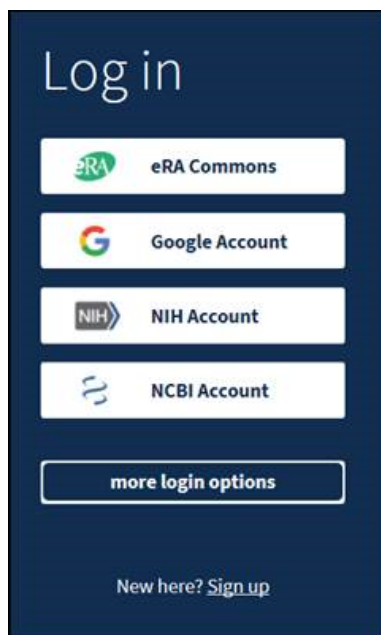 Log in
eRA eRA Commons
G Google Account
NIH NIH Account
NCBI Account
more login options
New here? Sign up